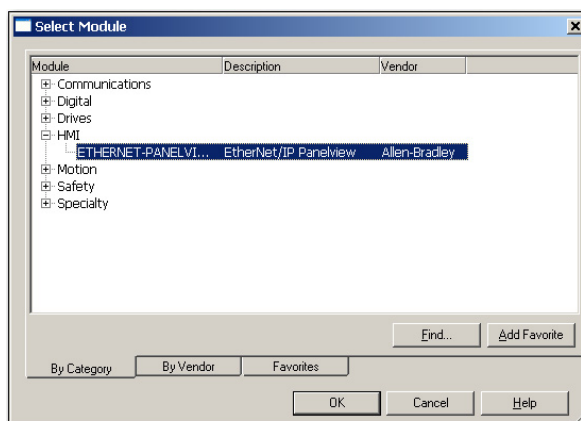 Select Module
Module Description Vendor
Communications
Digital
Drives
HMI
ETHERNET-PANELVI... EtherNet/IP Panelview Allen-Bradley
Motion
Safety
Specialty
Find... Add Favorite
By Category By Vendor Favorites
OK Cancel Help